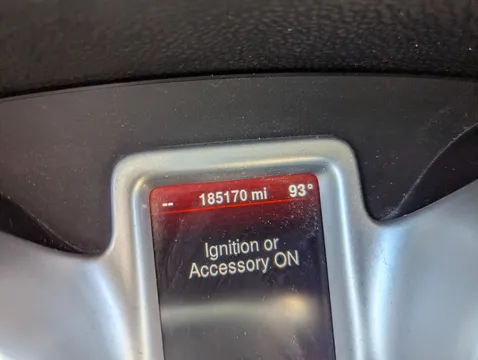 -- 185170 mi 93°
Ignition or
Accessory ON